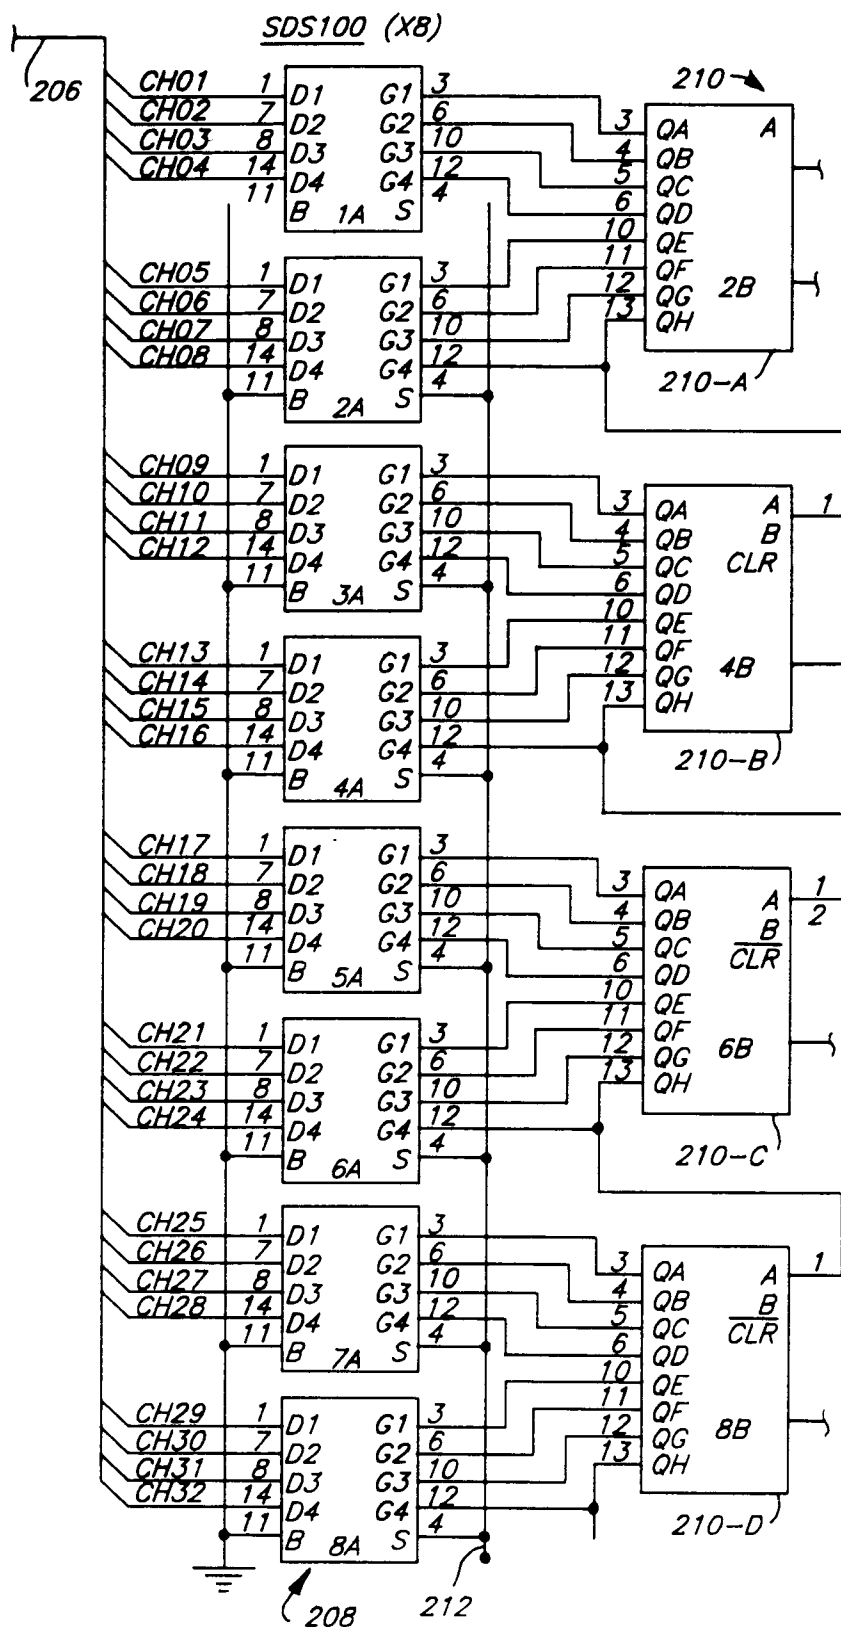 SDS100 (X8)
206
CH01 1 D1 G1 3
CH02 7 D2 G2 6
CH03 8 D3 G3 10
CH04 14 D4 G4 12
11 B 1A S 4
210
3 QA A
4 QB
5 QC
6 QD
10 QE
11 QF
12 QG 2B
13 QH
210-A
CH05 1 D1 G1 3
CH06 7 D2 G2 6
CH07 8 D3 G3 10
CH08 14 D4 G4 12
11 B 2A S 4
CH09 1 D1 G1 3
CH10 7 D2 G2 6
CH11 8 D3 G3 10
CH12 14 D4 G4 12
11 B 3A S 4
3 QA A 1
4 QB B
5 QC CLR
6 QD
10 QE
11 QF
12 QG 4B
13 QH
210-B
CH13 1 D1 G1 3
CH14 7 D2 G2 6
CH15 8 D3 G3 10
CH16 14 D4 G4 12
11 B 4A S 4
CH17 1 D1 G1 3
CH18 7 D2 G2 6
CH19 8 D3 G3 10
CH20 14 D4 G4 12
11 B 5A S 4
3 QA A 1
2
4 QB B
5 QC CLR
6 QD
10 QE
11 QF
12 QG 6B
13 QH
210-C
CH21 1 D1 G1 3
CH22 7 D2 G2 6
CH23 8 D3 G3 10
CH24 14 D4 G4 12
11 B 6A S 4
CH25 1 D1 G1 3
CH26 7 D2 G2 6
CH27 8 D3 G3 10
CH28 14 D4 G4 12
11 B 7A S 4
3 QA A 1
4 QB B
5 QC CLR
6 QD
10 QE
11 QF
12 QG 8B
13 QH
210-D
CH29 1 D1 G1 3
CH30 7 D2 G2 6
CH31 8 D3 G3 10
CH32 14 D4 G4 12
11 B 8A S 4
208
212